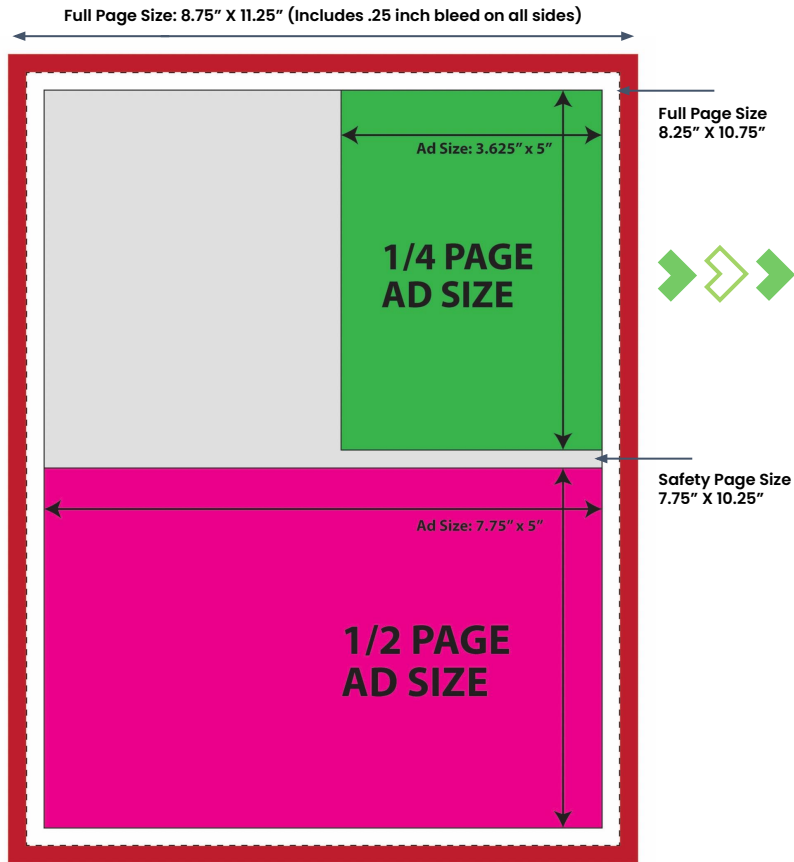 Full Page Size: 8.75” X 11.25” (Includes .25 inch bleed on all sides)
Full Page Size
8.25” X 10.75”
Ad Size: 3.625” x 5”
1/4 PAGE
AD SIZE
Safety Page Size
7.75” X 10.25”
Ad Size: 7.75” x 5”
1/2 PAGE
AD SIZE